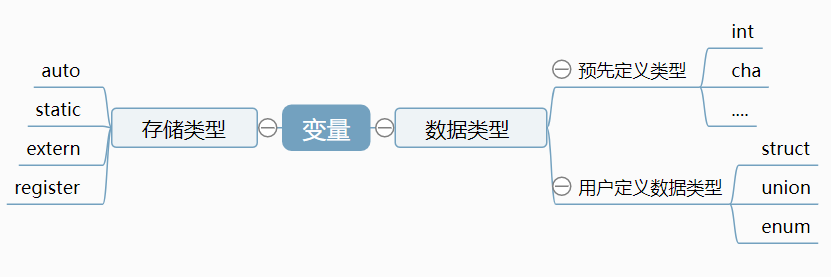 变量
存储类型
auto
static
extern
register
数据类型
预先定义类型
int
cha
....
用户定义数据类型
struct
union
enum